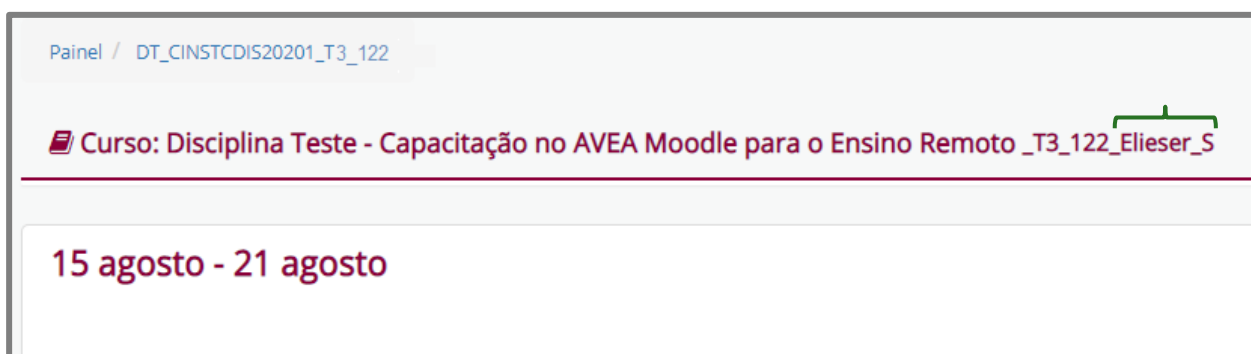 Painel / DT_CINSTCDIS20201_T3_122
Curso: Disciplina Teste - Capacitação no AVEA Moodle para o Ensino Remoto _T3_122_Elieser_S
15 agosto - 21 agosto